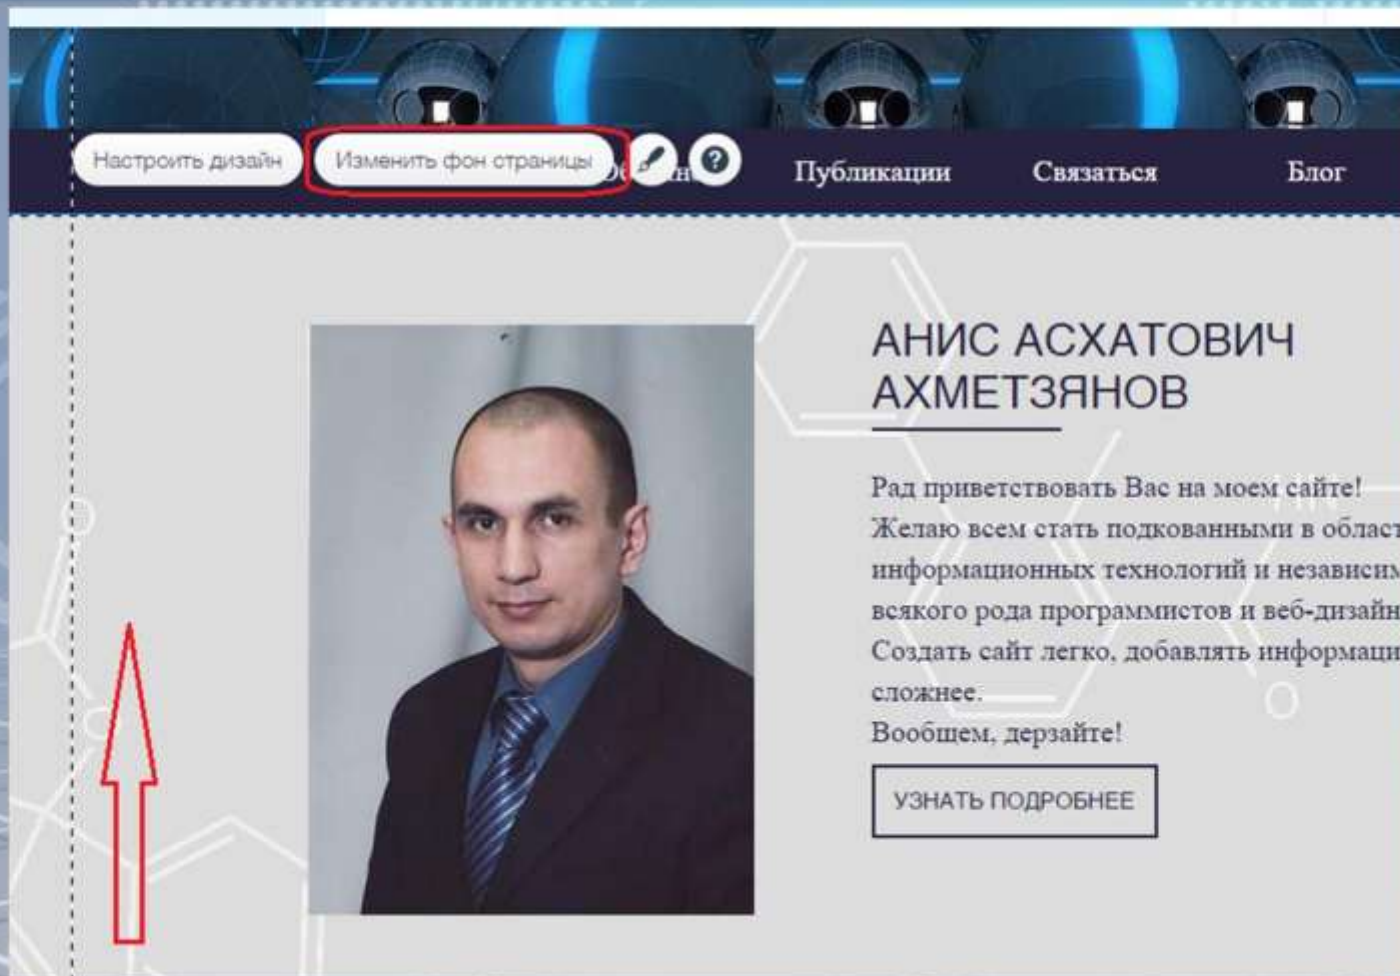 Настроить дизайн
Изменить фон страницы
?
Публикации
Связаться
Блог
АНИС АСХАТОВИЧ
АХМЕТЗЯНОВ
Рад приветствовать Вас на моем сайте!
Желаю всем стать подкованными в област
информационных технологий и независим
всякого рода программистов и веб-дизайн
Создать сайт легко, добавлять информаци
сложнее.
Вообщем, дерзайте!
УЗНАТЬ ПОДРОБНЕЕ
HN
O
O
O